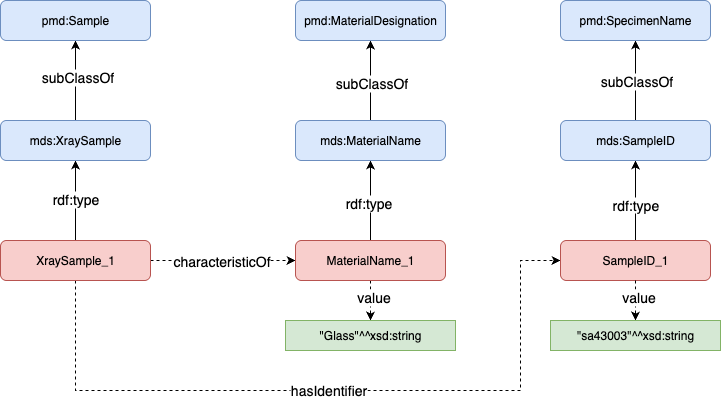 pmd:Sample
pmd:MaterialDesignation
pmd:SpecimenName
subClassOf
subClassOf
subClassOf
mds:XraySample
mds:MaterialName
mds:SampleID
rdf:type
rdf:type
rdf:type
XraySample_1
characteristicOf
MaterialName_1
SampleID_1
value
value
"Glass"^^xsd:string
"sa43003"^^xsd:string
hasIdentifier